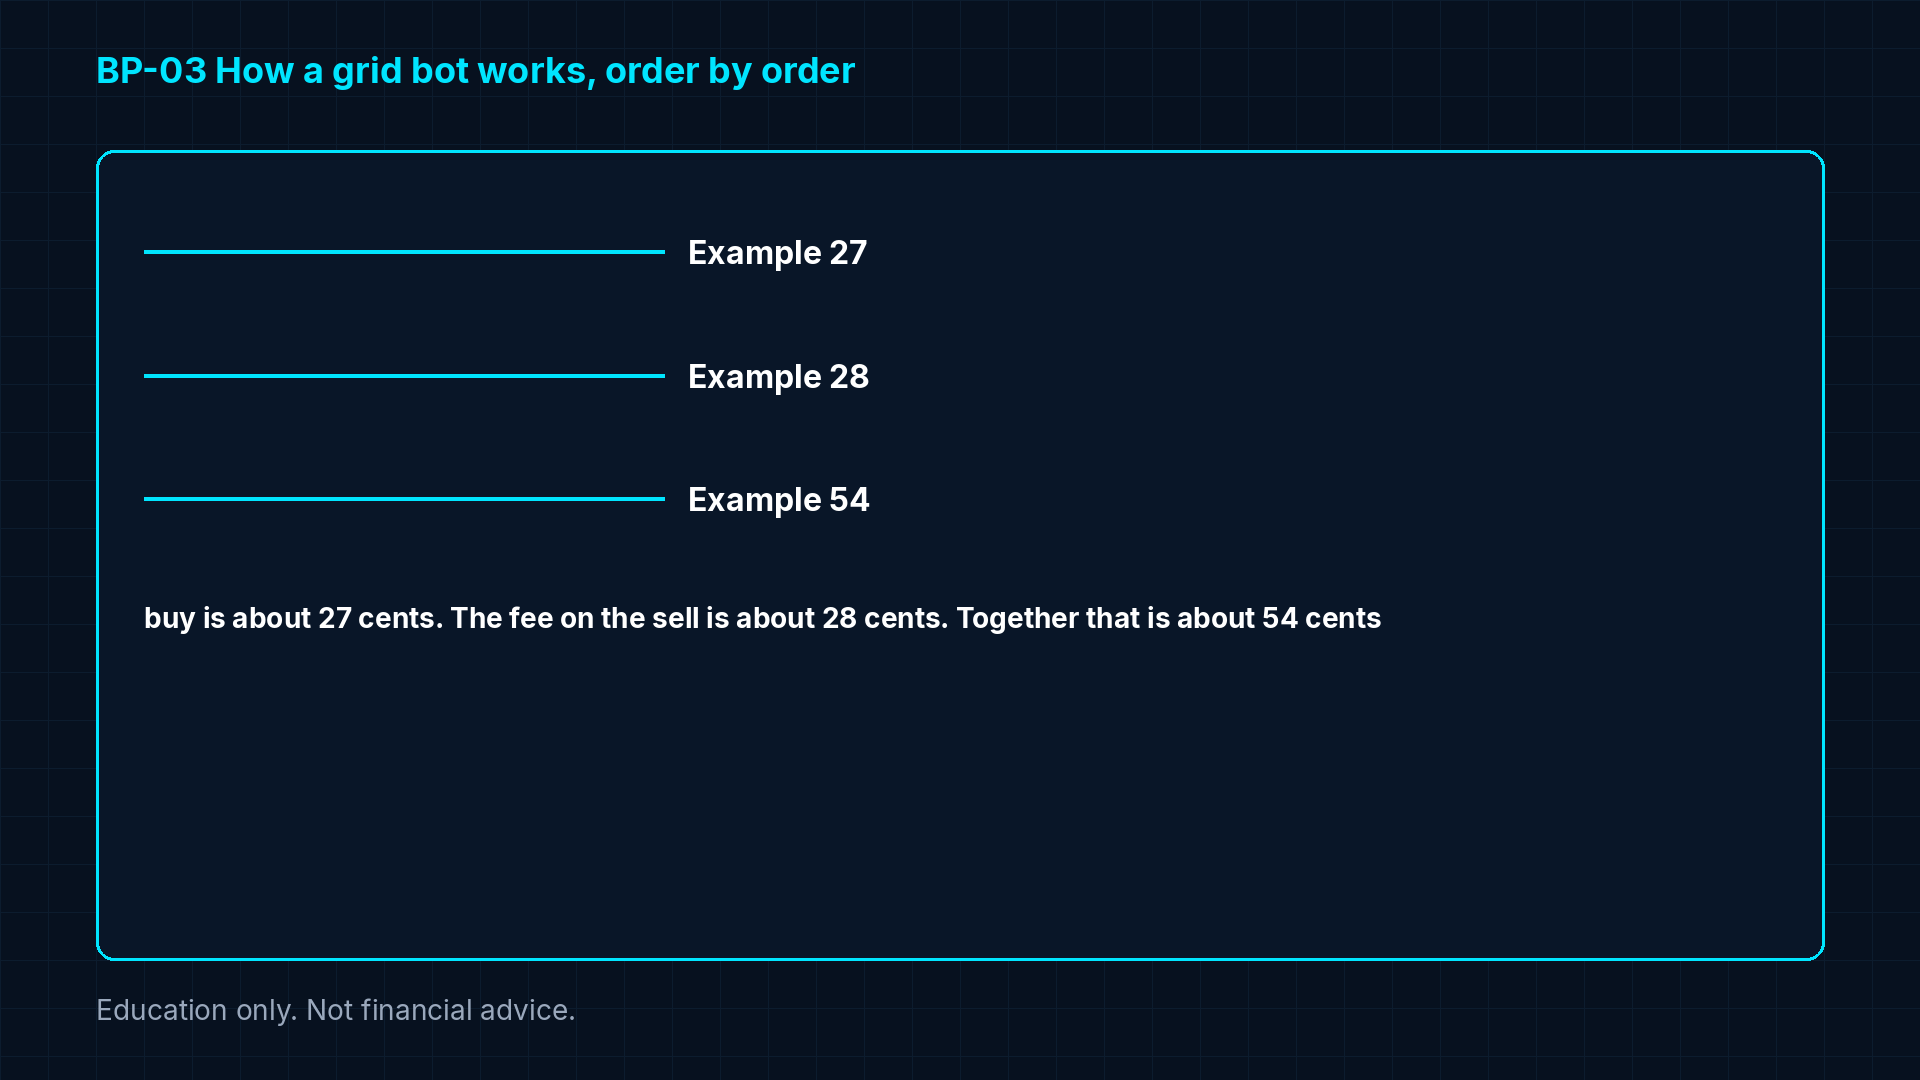 BP-03 How a grid bot works, order by order
Example 27
Example 28
Example 54
buy is about 27 cents. The fee on the sell is about 28 cents. Together that is about 54 cents
Education only. Not financial advice.